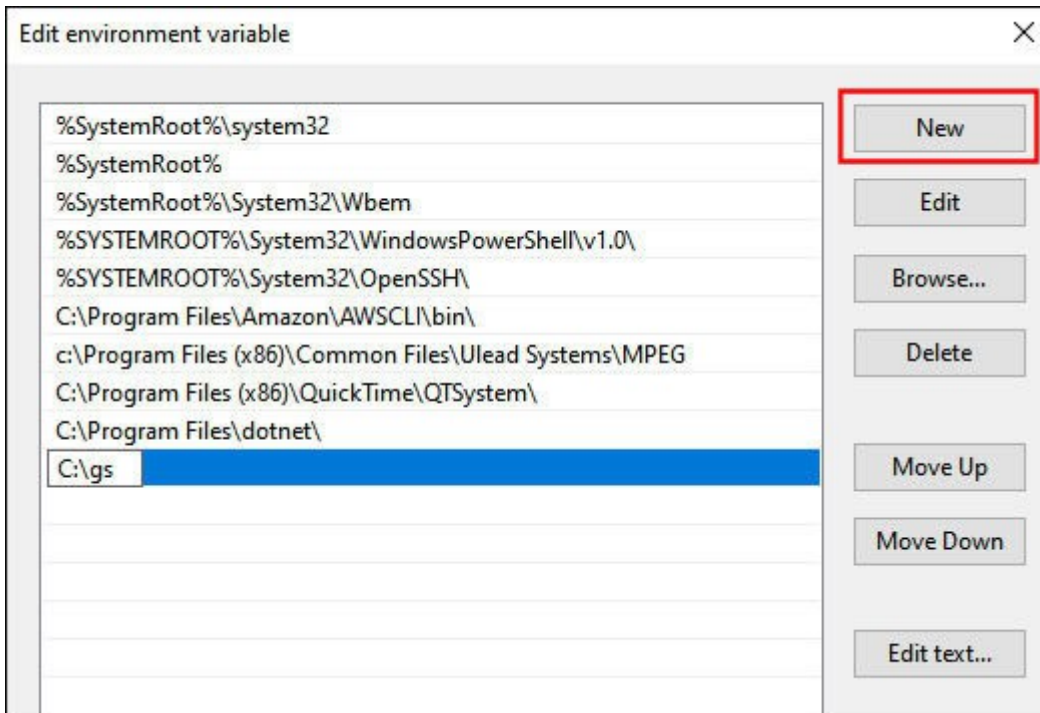 Edit environment variable
%SystemRoot%\system32
%SystemRoot%
%SystemRoot%\System32\Wbem
%SYSTEMROOT%\System32\WindowsPowerShell\v1.0\
%SYSTEMROOT%\System32\OpenSSH\
C:\Program Files\Amazon\AWSCLI\bin\
c:\Program Files (x86)\Common Files\Ulead Systems\MPEG
C:\Program Files (x86)\QuickTime\QTSystem\
C:\Program Files\dotnet\
C:\gs
New
Edit
Browse...
Delete
Move Up
Move Down
Edit text...